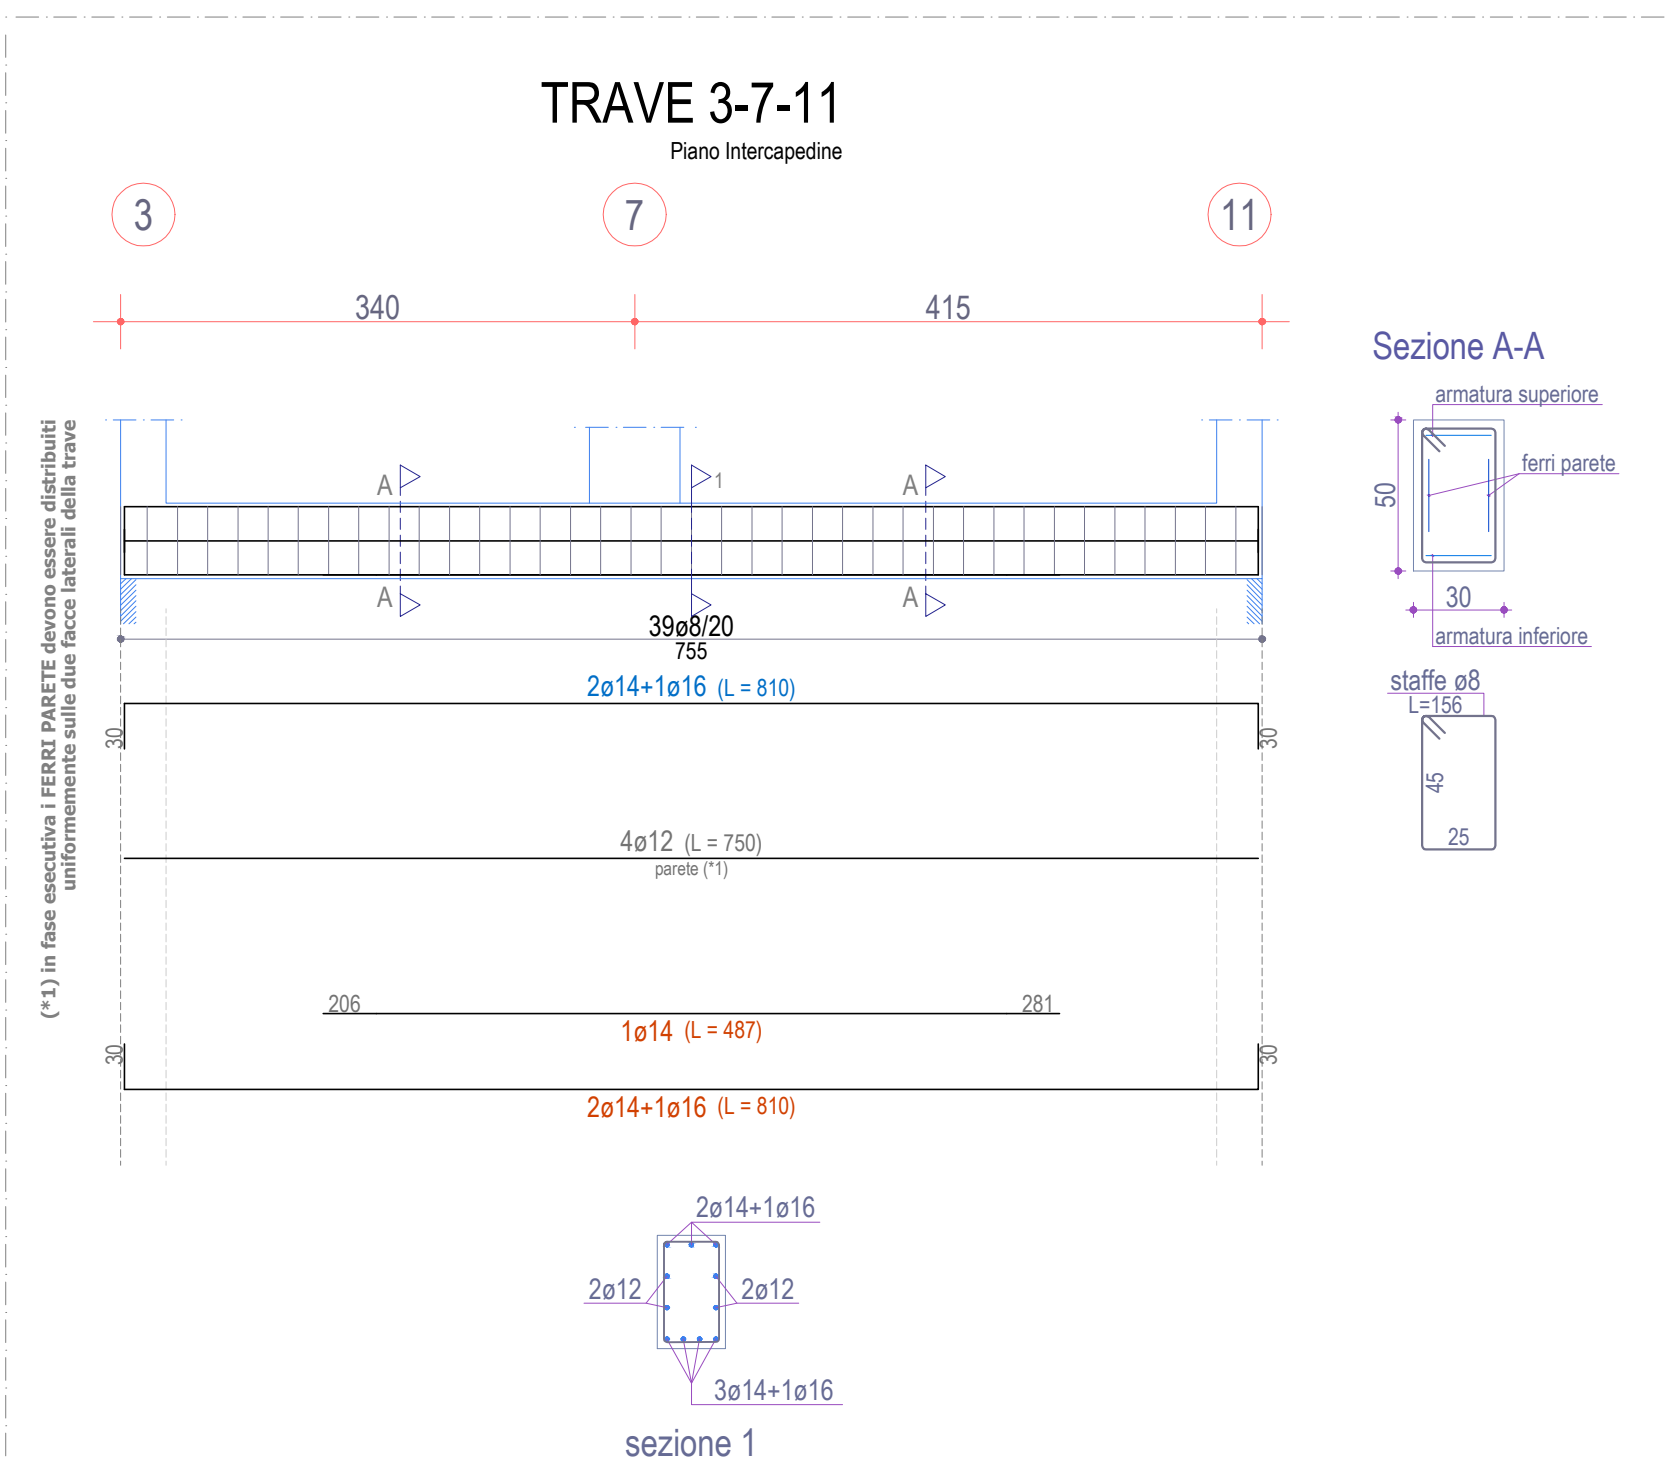 TRAVE 3-7-11
Piano Intercapedine
3
7
11
340
415
Sezione A-A
armatura superiore
ferri parete
50
30
armatura inferiore
staffe ø8
L=156
45
25
(*1) in fase esecutiva i FERRI PARETE devono essere distribuiti
uniformemente sulle due facce laterali della trave
A
1
A
A
A
39ø8/20
755
2ø14+1ø16 (L = 810)
30
30
4ø12 (L = 750)
parete (*1)
206
281
1ø14 (L = 487)
30
30
2ø14+1ø16 (L = 810)
2ø14+1ø16
2ø12
2ø12
3ø14+1ø16
sezione 1